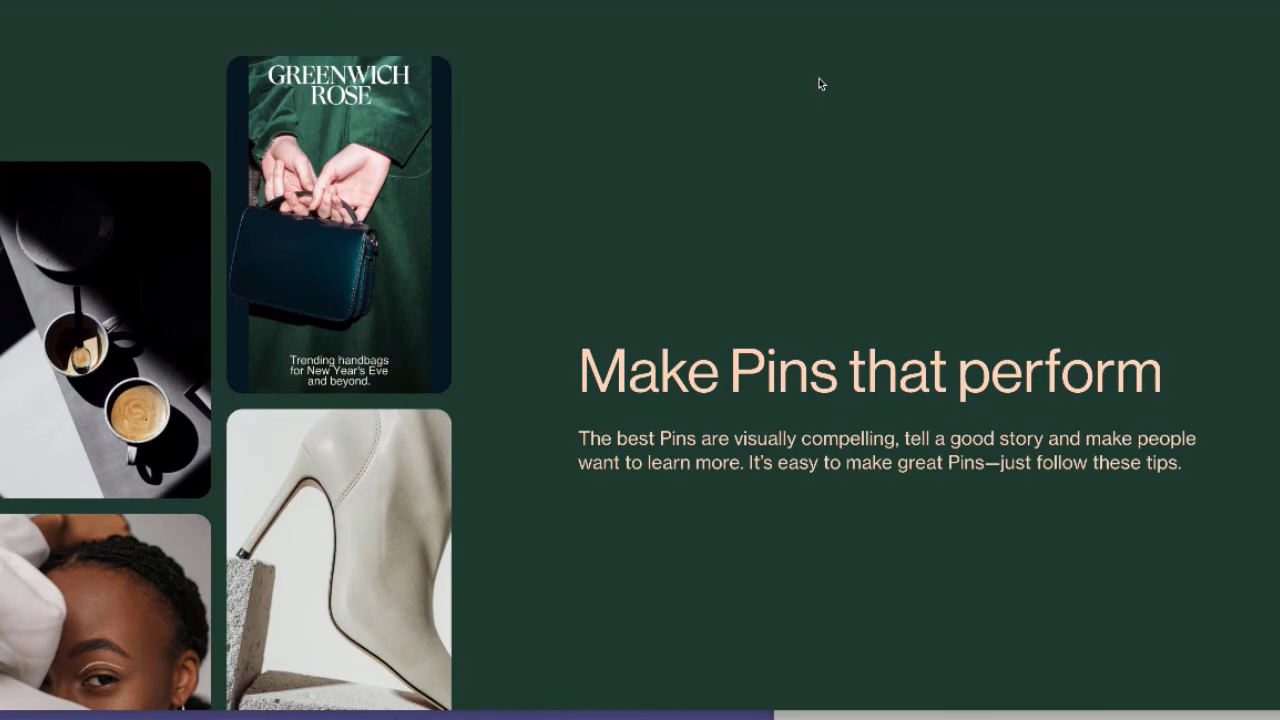 GREENWICH
ROSE
Trending handbags
for New Year's Eve
and beyond.
Make Pins that perform
The best Pins are visually compelling, tell a good story and make people
want to learn more. It’s easy to make great Pins—just follow these tips.